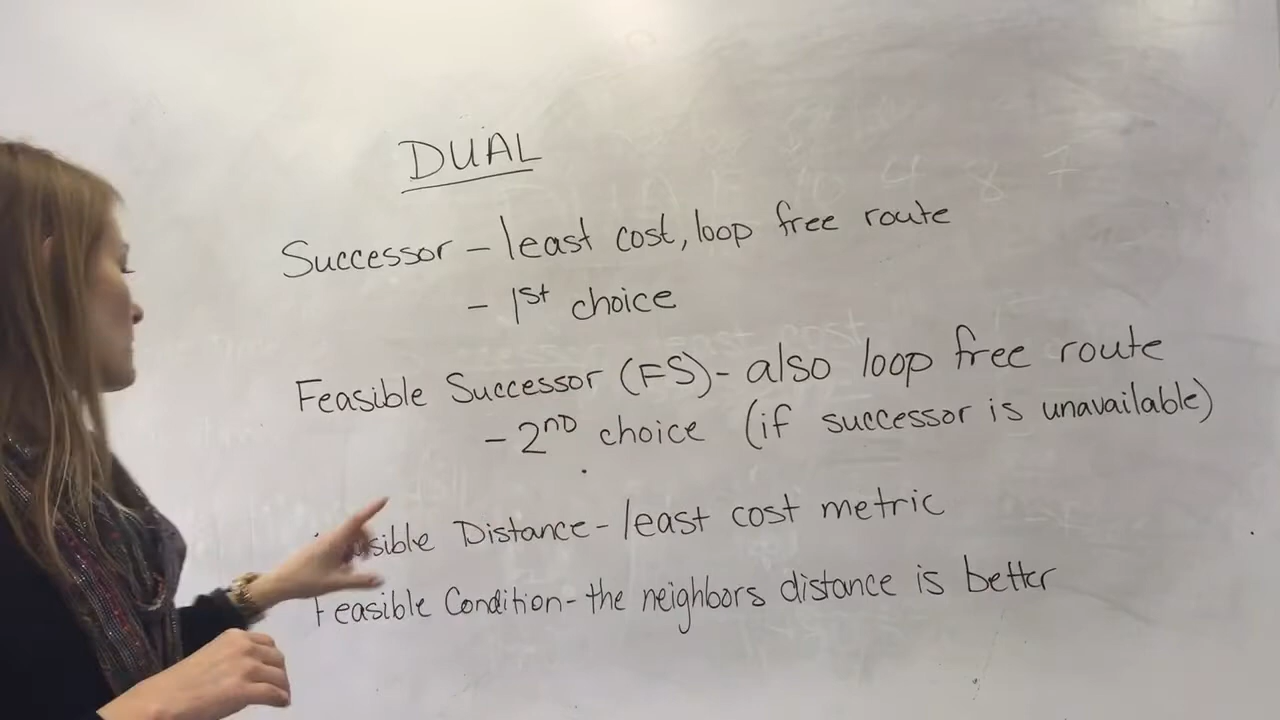 DUAL
Successor - least cost, loop free route
- 1st choice
Feasible Successor (FS) - also loop free route
- 2ND choice (if successor is unavailable)
Distance - least cost metric
Feasible Condition - the neighbors distance is better